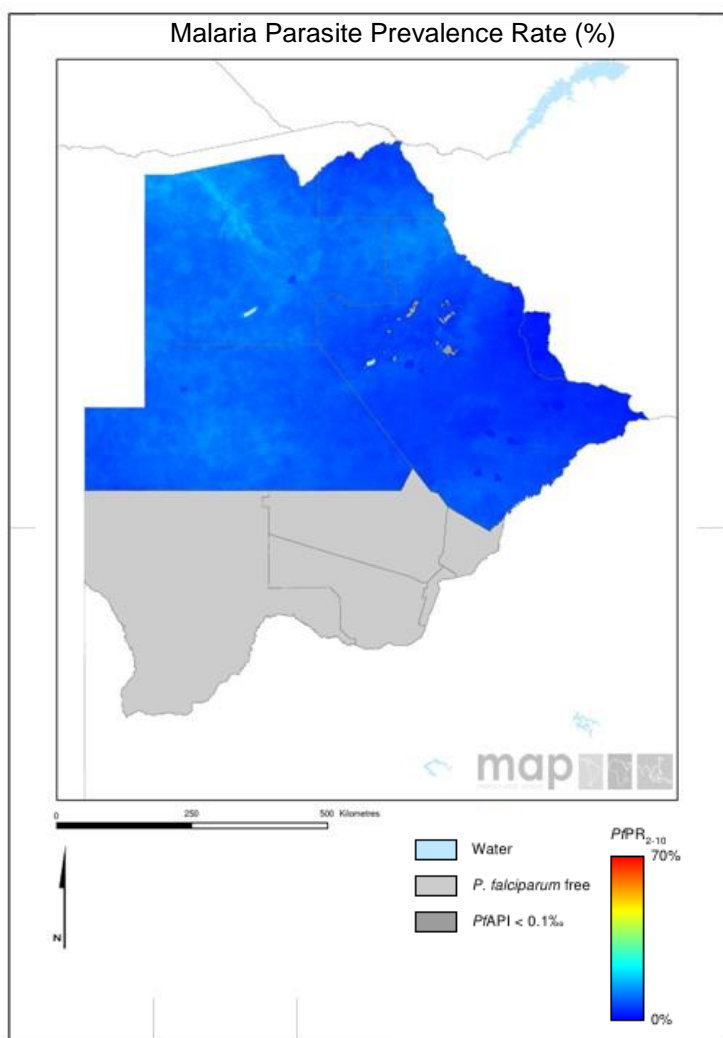 Malaria Parasite Prevalence Rate (%)
map
0 250 500 Kilometres
N
Water
P. falciparum free
PfAPI < 0.1‰
PfPR2-10
70%
0%